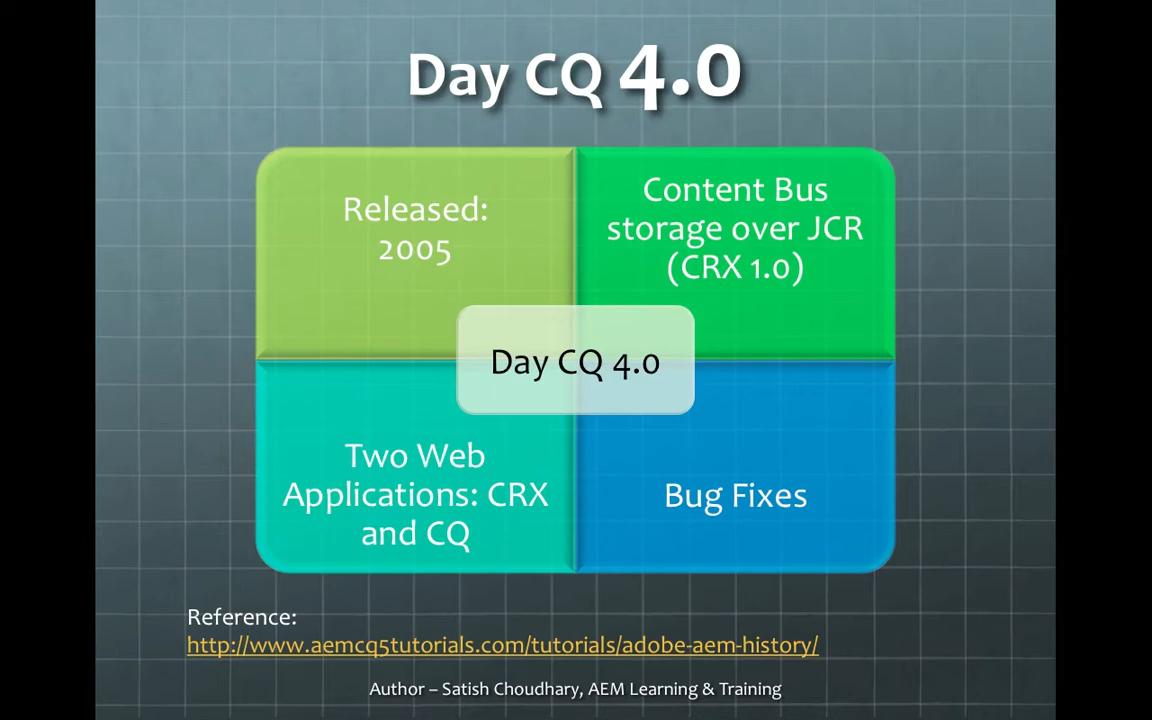 Day CQ 4.0
Released:
2005
Content Bus
storage over JCR
(CRX 1.0)
Day CQ 4.0
Two Web
Applications: CRX
and CQ
Bug Fixes
Reference:
http://www.aemcq5tutorials.com/tutorials/adobe-aem-history/
Author – Satish Choudhary, AEM Learning & Training